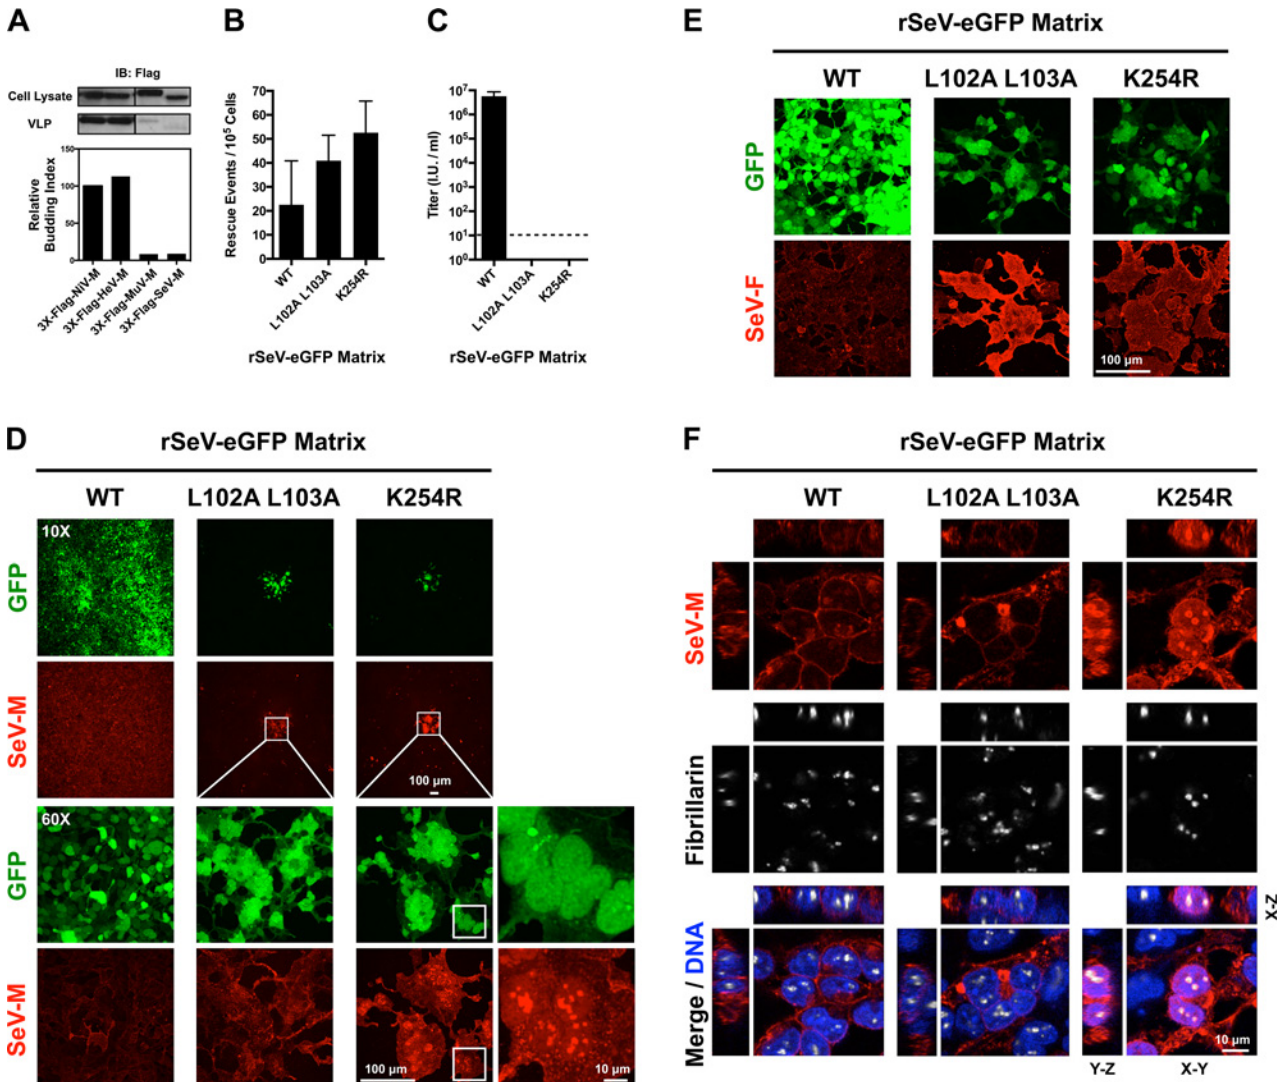 A
IB: Flag
Cell Lysate
VLP
Relative
Budding Index
150
100
50
0
3X-Flag-NiV-M
3X-Flag-HeV-M
3X-Flag-MuV-M
3X-Flag-SeV-M
B
Rescue Events / 10⁵ Cells
70
60
50
40
30
20
10
0
WT
L102A L103A
K254R
rSeV-eGFP Matrix
C
Titer (I.U. / ml)
10⁷
10⁶
10⁵
10⁴
10³
10²
10¹
10⁰
WT
L102A L103A
K254R
rSeV-eGFP Matrix
D
rSeV-eGFP Matrix
WT
L102A L103A
K254R
10X
GFP
SeV-M
100 µm
60X
GFP
SeV-M
100 µm
10 µm
E
rSeV-eGFP Matrix
WT
L102A L103A
K254R
GFP
SeV-F
100 µm
F
rSeV-eGFP Matrix
WT
L102A L103A
K254R
SeV-M
Fibrillarin
Merge / DNA
X-Z
10 µm
Y-Z
X-Y